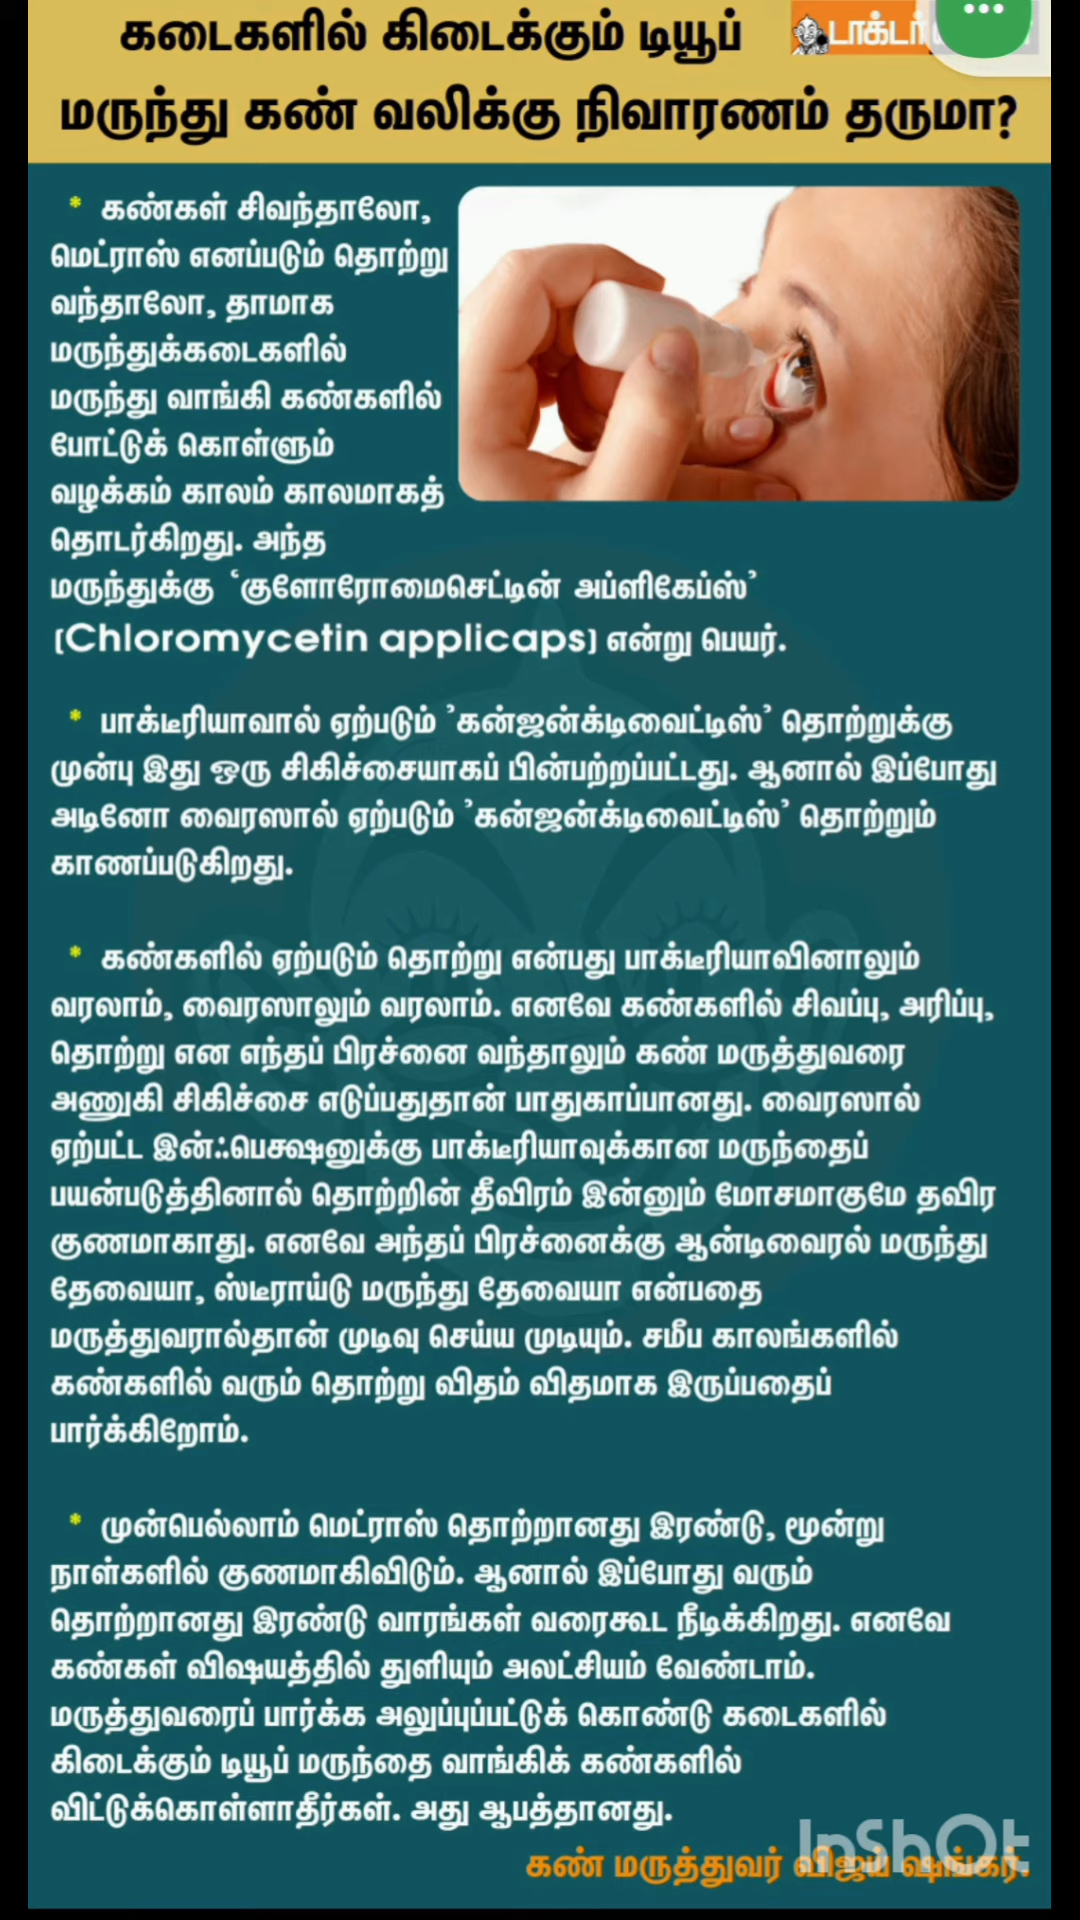 கடைகளில் கிடைக்கும் டியூப்
டாக்டர்
மருந்து கண் வலிக்கு நிவாரணம் தருமா?
* கண்கள் சிவந்தாலோ,
மெட்ராஸ் எனப்படும் தொற்று
வந்தாலோ, தாமாக
மருந்துக்கடைகளில்
மருந்து வாங்கி கண்களில்
போட்டுக் கொள்ளும்
வழக்கம் காலம் காலமாகத்
தொடர்கிறது. அந்த
மருந்துக்கு ‘குளோரோமைசெட்டின் அப்ளிகேப்ஸ்’
(Chloromycetin applicaps) என்று பெயர்.
* பாக்டீரியாவால் ஏற்படும் ’கன்ஜன்க்டிவைட்டிஸ்’ தொற்றுக்கு
முன்பு இது ஒரு சிகிச்சையாகப் பின்பற்றப்பட்டது. ஆனால் இப்போது
அடினோ வைரஸால் ஏற்படும் ’கன்ஜன்க்டிவைட்டிஸ்’ தொற்றும்
காணப்படுகிறது.
* கண்களில் ஏற்படும் தொற்று என்பது பாக்டீரியாவினாலும்
வரலாம், வைரஸாலும் வரலாம். எனவே கண்களில் சிவப்பு, அரிப்பு,
தொற்று என எந்தப் பிரச்னை வந்தாலும் கண் மருத்துவரை
அணுகி சிகிச்சை எடுப்பதுதான் பாதுகாப்பானது. வைரஸால்
ஏற்பட்ட இன்ஃபெக்ஷனுக்கு பாக்டீரியாவுக்கான மருந்தைப்
பயன்படுத்தினால் தொற்றின் தீவிரம் இன்னும் மோசமாகுமே தவிர
குணமாகாது. எனவே அந்தப் பிரச்னைக்கு ஆன்டிவைரல் மருந்து
தேவையா, ஸ்டீராய்டு மருந்து தேவையா என்பதை
மருத்துவரால்தான் முடிவு செய்ய முடியும். சமீப காலங்களில்
கண்களில் வரும் தொற்று விதம் விதமாக இருப்பதைப்
பார்க்கிறோம்.
* முன்பெல்லாம் மெட்ராஸ் தொற்றானது இரண்டு, மூன்று
நாள்களில் குணமாகிவிடும். ஆனால் இப்போது வரும்
தொற்றானது இரண்டு வாரங்கள் வரைகூட நீடிக்கிறது. எனவே
கண்கள் விஷயத்தில் துளியும் அலட்சியம் வேண்டாம்.
மருத்துவரைப் பார்க்க அலுப்புப்பட்டுக் கொண்டு கடைகளில்
கிடைக்கும் டியூப் மருந்தை வாங்கிக் கண்களில்
விட்டுக்கொள்ளாதீர்கள். அது ஆபத்தானது.
InShOt
கண் மருத்துவர் விஜய் ஷங்கர்.